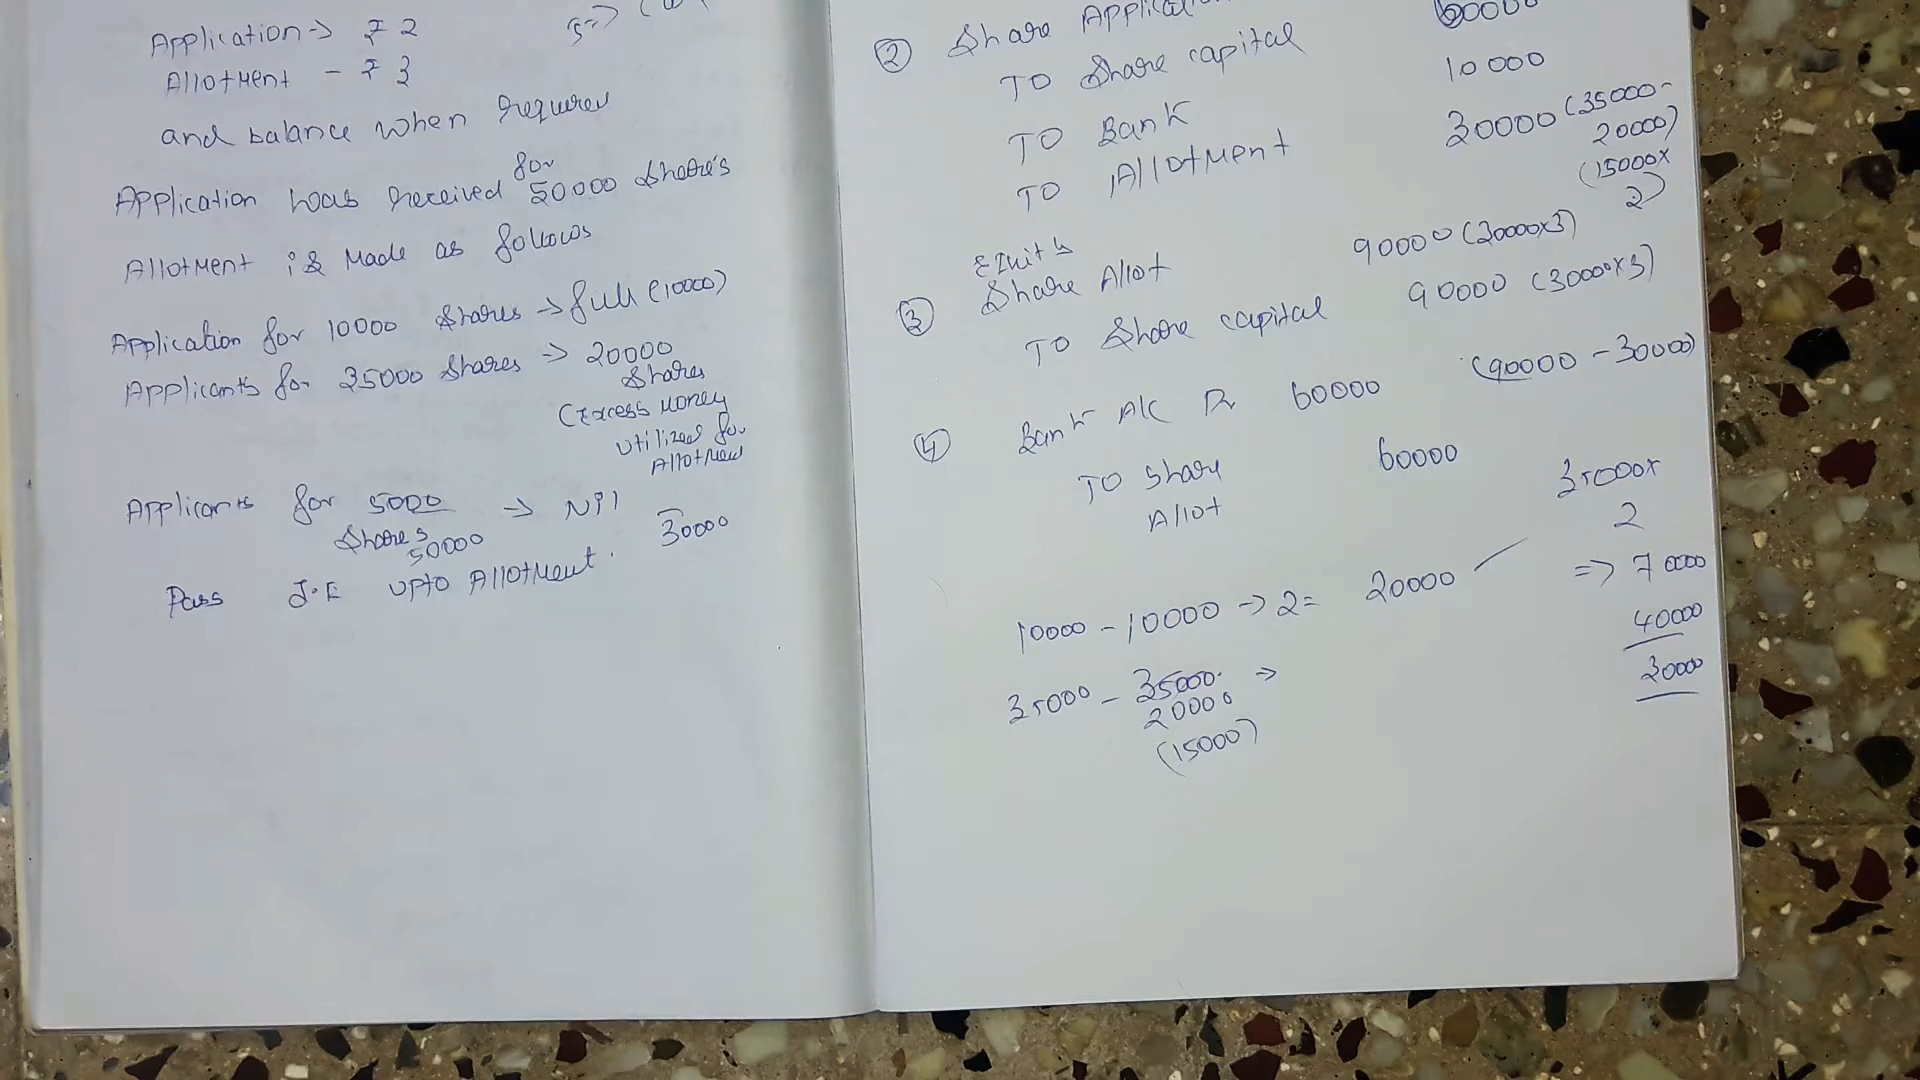 Application -> ₹ 2
Allotment - ₹ 3
and balance when required
Application was received for 50000 shares
Allotment is made as follows
Application for 10000 shares -> full (10000)
Applicants for 35000 shares -> 20000
shares
(Excess money
utilized for
Allotment
Applicants for 5000 -> Nil
shares
50000
30000
Pass J.E upto Allotment.
② Share Application
To Share capital 60000
To Bank 10000
To Allotment 30000 (35000-
20000)
(15000x
2)
③ Share Allot 90000 (30000x3)
To Share capital 90000 (30000x3)
④ Bank A/c Dr 60000 (90000 - 30000)
To share 60000
Allot
35000x
2
=> 70000
40000
30000
10000 - 10000 -> 2= 20000
35000 - 35000 ->
20000
(15000)